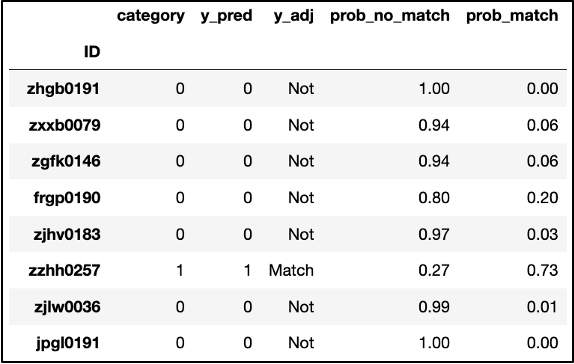 category y_pred y_adj prob_no_match prob_match
ID
zhgb0191 0 0 Not 1.00 0.00
zxxb0079 0 0 Not 0.94 0.06
zgfk0146 0 0 Not 0.94 0.06
frgp0190 0 0 Not 0.80 0.20
zjhv0183 0 0 Not 0.97 0.03
zzhh0257 1 1 Match 0.27 0.73
zjlw0036 0 0 Not 0.99 0.01
jpgl0191 0 0 Not 1.00 0.00